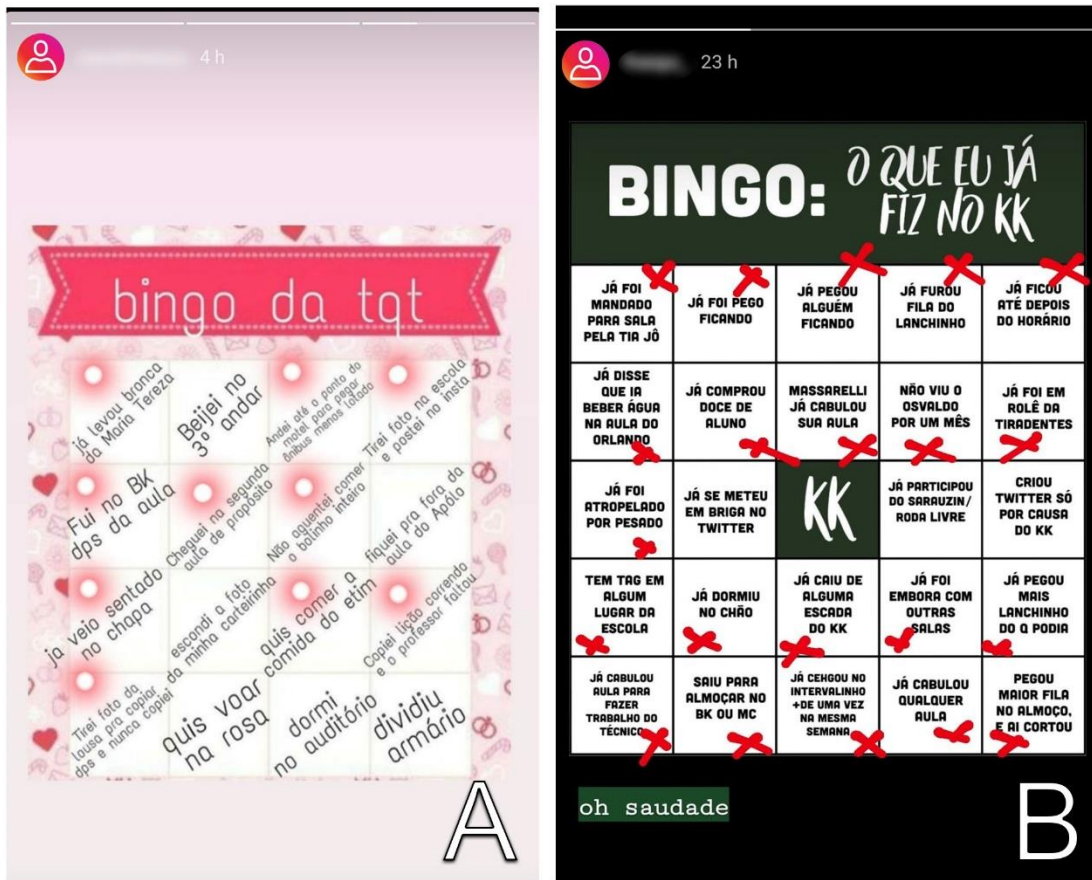 4 h
bingo da tqt
já levou bronca
da Maria Tereza
Beijei no
3º andar
Andei até o ponto do
motel para pegar
ônibus menos lotado
Tirei foto na escola
e postei no insta
Fui no BK
dps da aula
Cheguei na segunda
aula de propósito
Não aguentei comer
o bolinho inteiro
fiquei pra fora da
aula do Apólo
ja veio sentado
no chapa
escondi a foto
da minha carteirinha
quis comer a
comida do etim
Copiei lição correndo
e o professor faltou
Tirei foto da
lousa pra copiar
dps e nunca copiei
quis voar
na rosa
dormi
no auditório
dividiu
armário
A
23 h
BINGO:
O QUE EU JÁ
FIZ NO KK
JÁ FOI
MANDADO
PARA SALA
PELA TIA JÔ
JÁ FOI PEGO
FICANDO
JÁ PEGOU
ALGUÉM
FICANDO
JÁ FUROU
FILA DO
LANCHINHO
JÁ FICOU
ATÉ DEPOIS
DO HORÁRIO
JÁ DISSE
QUE IA
BEBER ÁGUA
NA AULA DO
ORLANDO
JÁ COMPROU
DOCE DE
ALUNO
MASSARELLI
JÁ CABULOU
SUA AULA
NÃO VIU O
OSVALDO
POR UM MÊS
JÁ FOI EM
ROLÊ DA
TIRADENTES
JÁ FOI
ATROPELADO
POR PESADO
JÁ SE METEU
EM BRIGA NO
TWITTER
KK
JÁ PARTICIPOU
DO SARAUZIN/
RODA LIVRE
CRIOU
TWITTER SÓ
POR CAUSA
DO KK
TEM TAG EM
ALGUM
LUGAR DA
ESCOLA
JÁ DORMIU
NO CHÃO
JÁ CAIU DE
ALGUMA
ESCADA
DO KK
JÁ FOI
EMBORA COM
OUTRAS
SALAS
JÁ PEGOU
MAIS
LANCHINHO
DO Q PODIA
JÁ CABULOU
AULA PARA
FAZER
TRABALHO DO
TÉCNICO
SAIU PARA
ALMOÇAR NO
BK OU MC
JÁ CEHGOU NO
INTERVALINHO
+DE UMA VEZ
NA MESMA
SEMANA
JÁ CABULOU
QUALQUER
AULA
PEGOU
MAIOR FILA
NO ALMOÇO,
E AI CORTOU
oh saudade
B